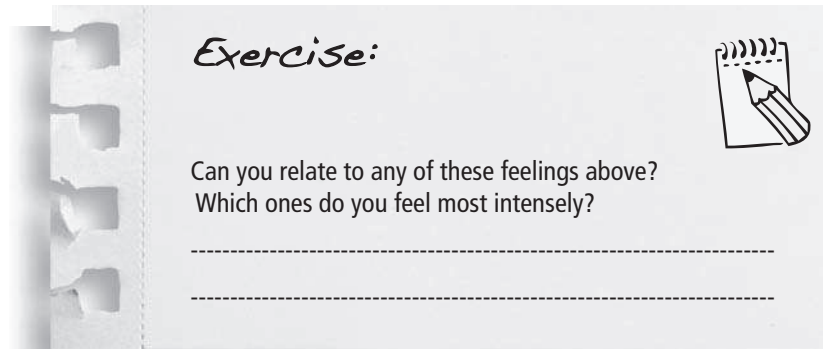 Exercise:
Can you relate to any of these feelings above?
Which ones do you feel most intensely?